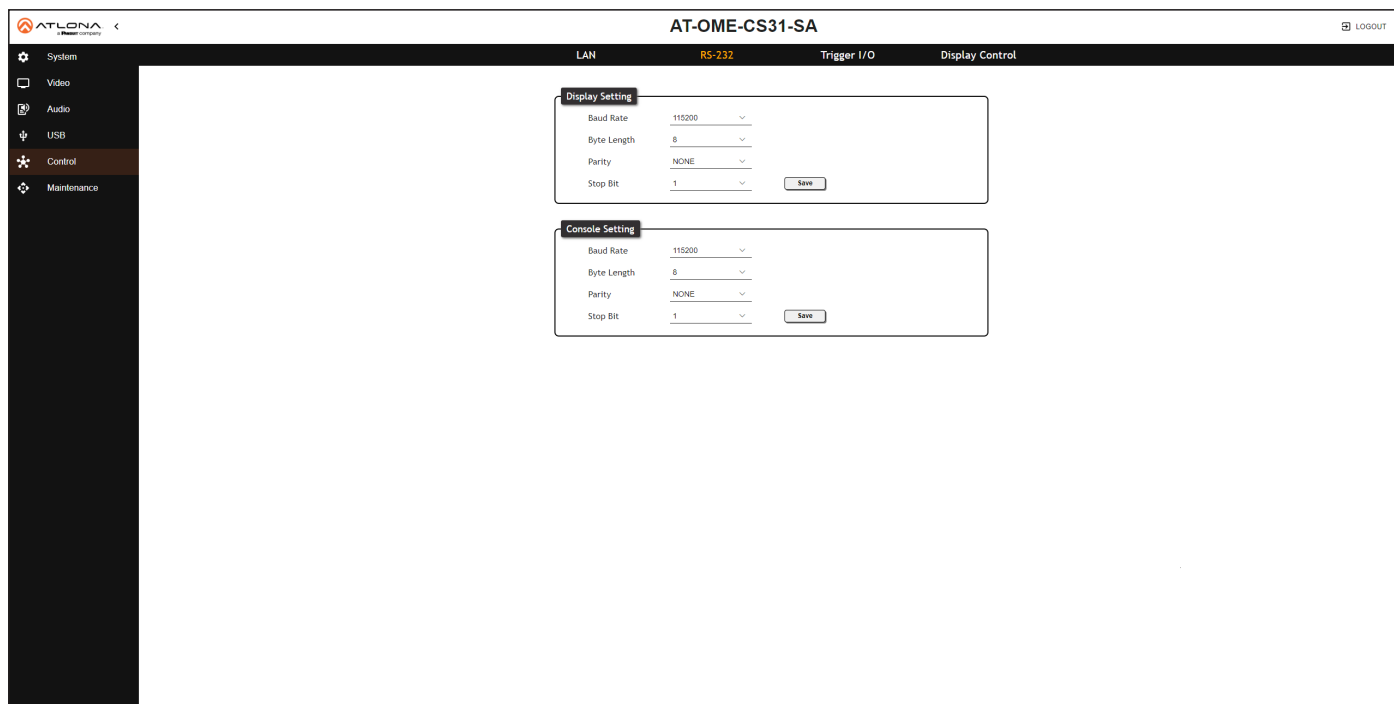 ATLONA
a Panduit company
AT-OME-CS31-SA
LOGOUT
System
Video
Audio
USB
Control
Maintenance
LAN RS-232 Trigger I/O Display Control
Display Setting
Baud Rate 115200
Byte Length 8
Parity NONE
Stop Bit 1 Save
Console Setting
Baud Rate 115200
Byte Length 8
Parity NONE
Stop Bit 1 Save